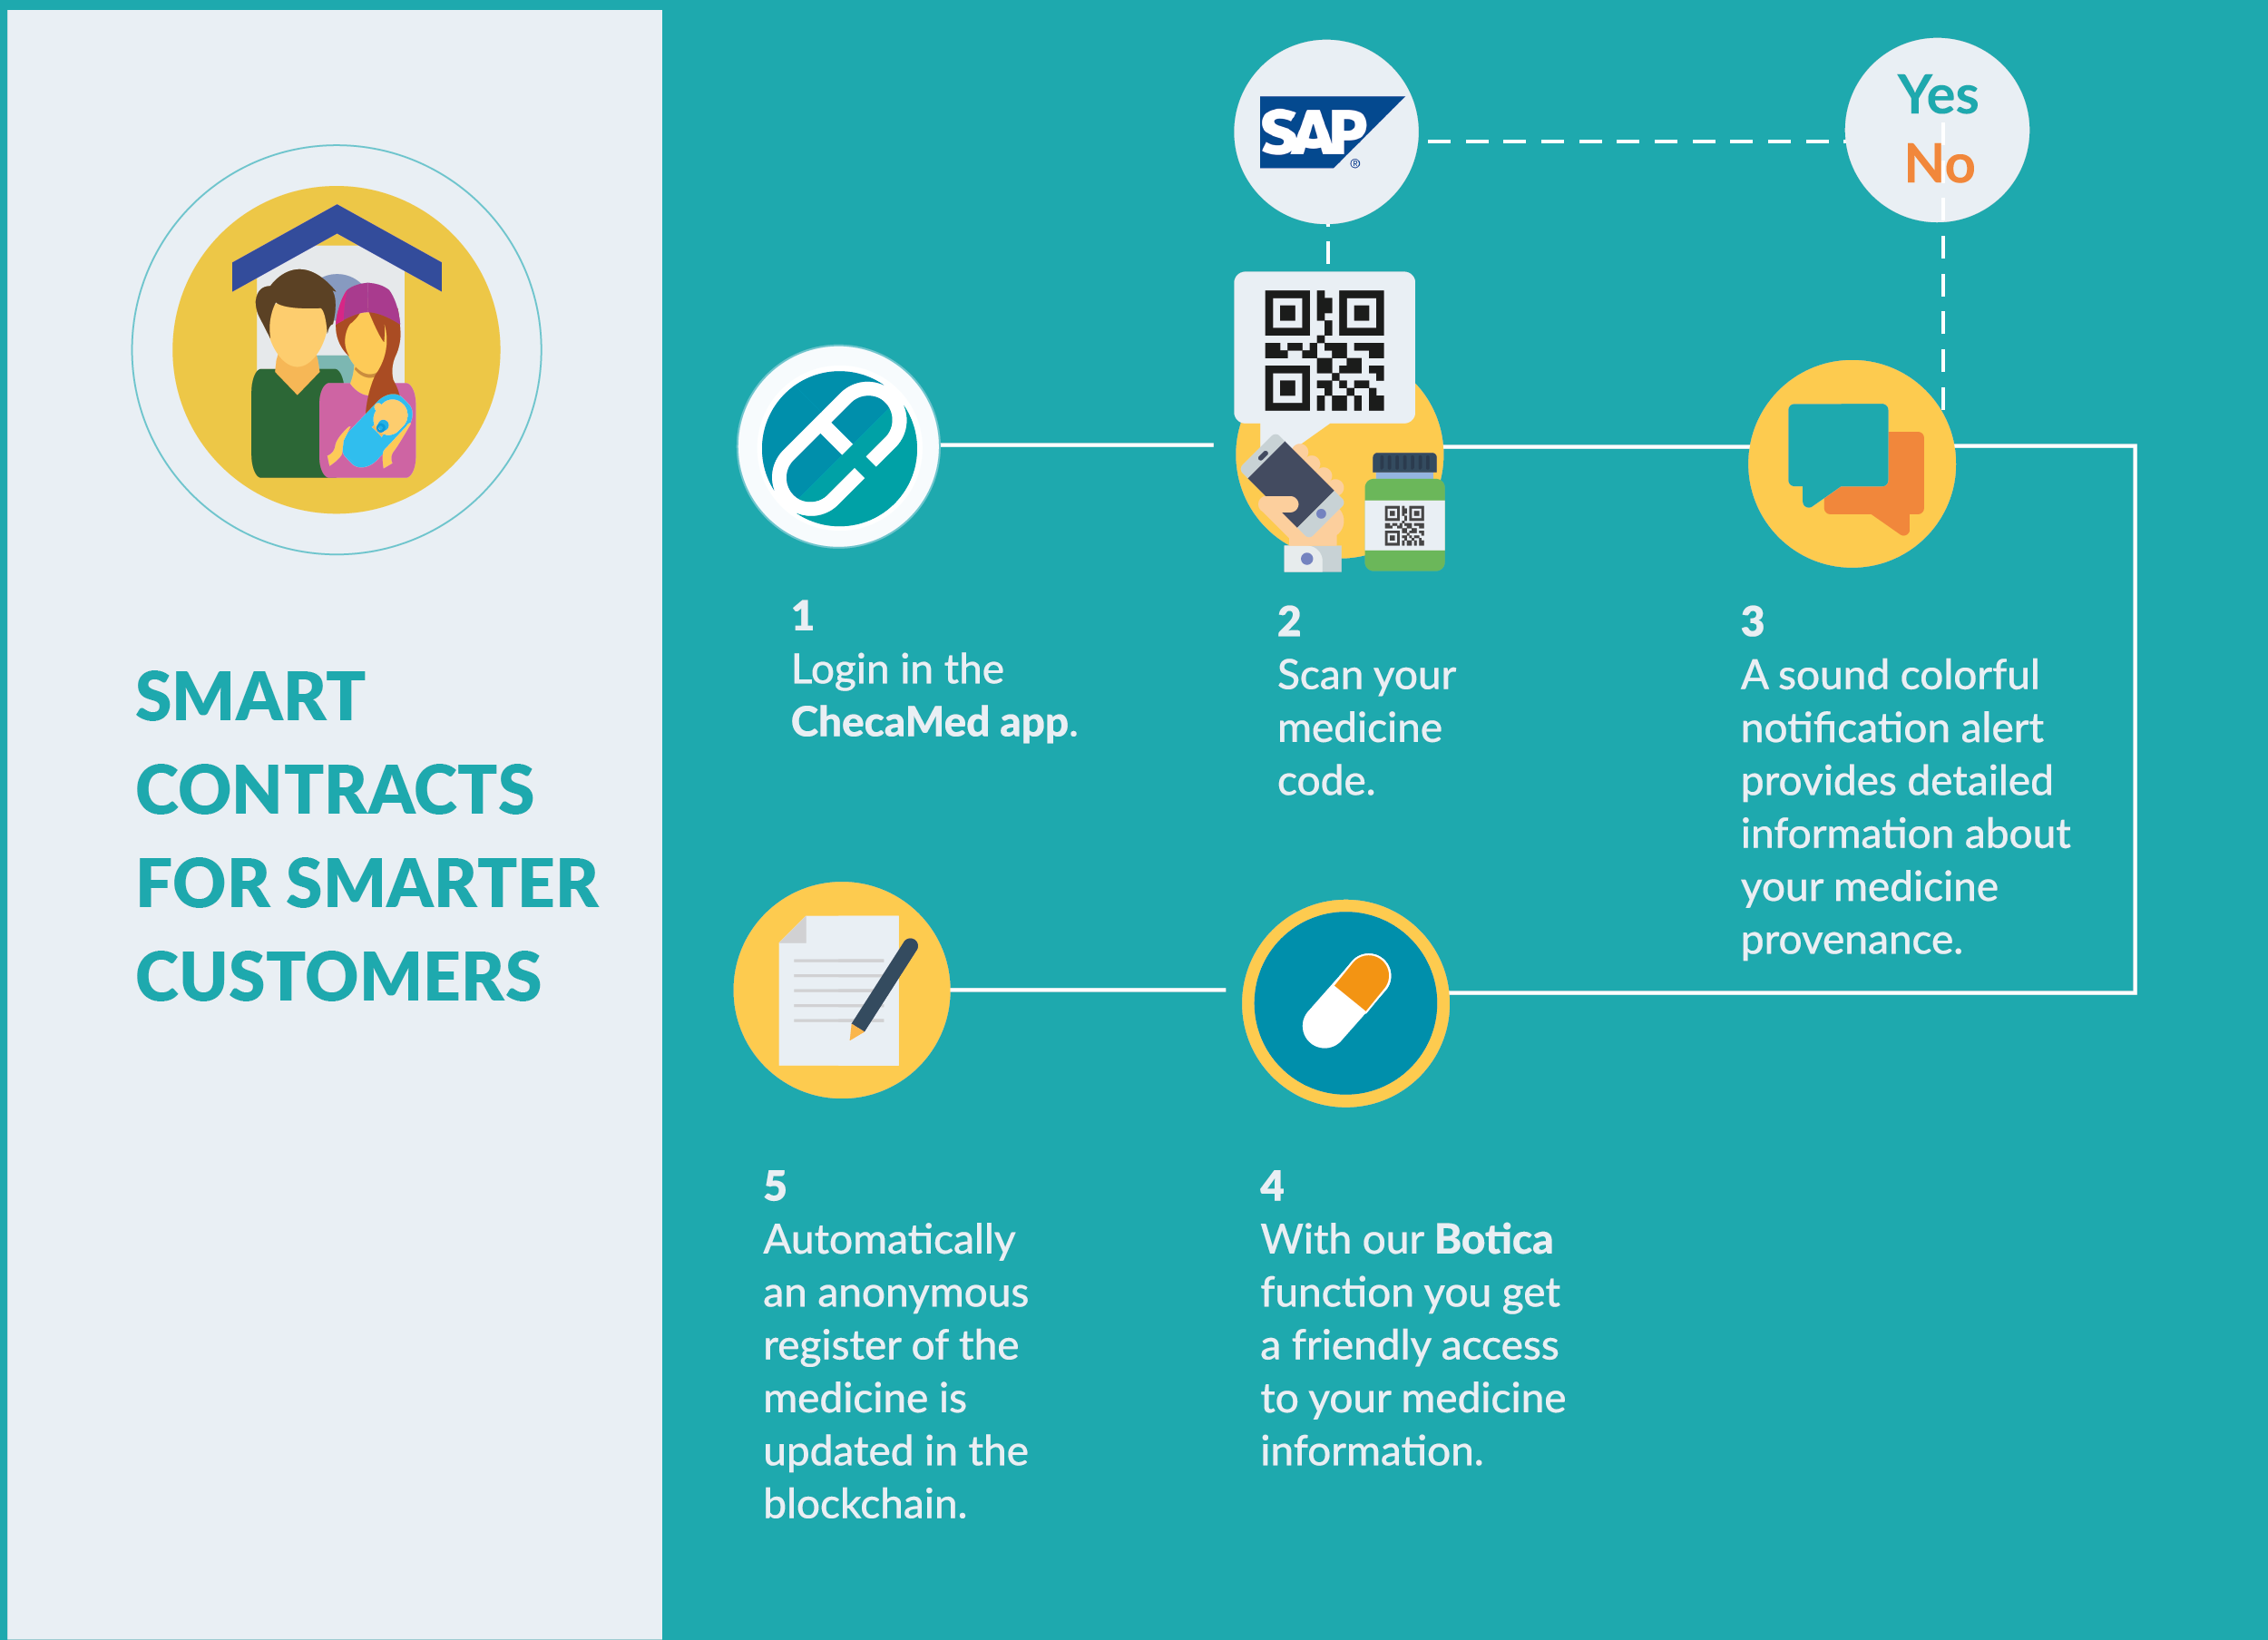 SMART
CONTRACTS
FOR SMARTER
CUSTOMERS
SAP
®
Yes
No
1
Login in the
ChecaMed app.
2
Scan your
medicine
code.
3
A sound colorful
notification alert
provides detailed
information about
your medicine
provenance.
5
Automatically
an anonymous
register of the
medicine is
updated in the
blockchain.
4
With our Botica
function you get
a friendly access
to your medicine
information.